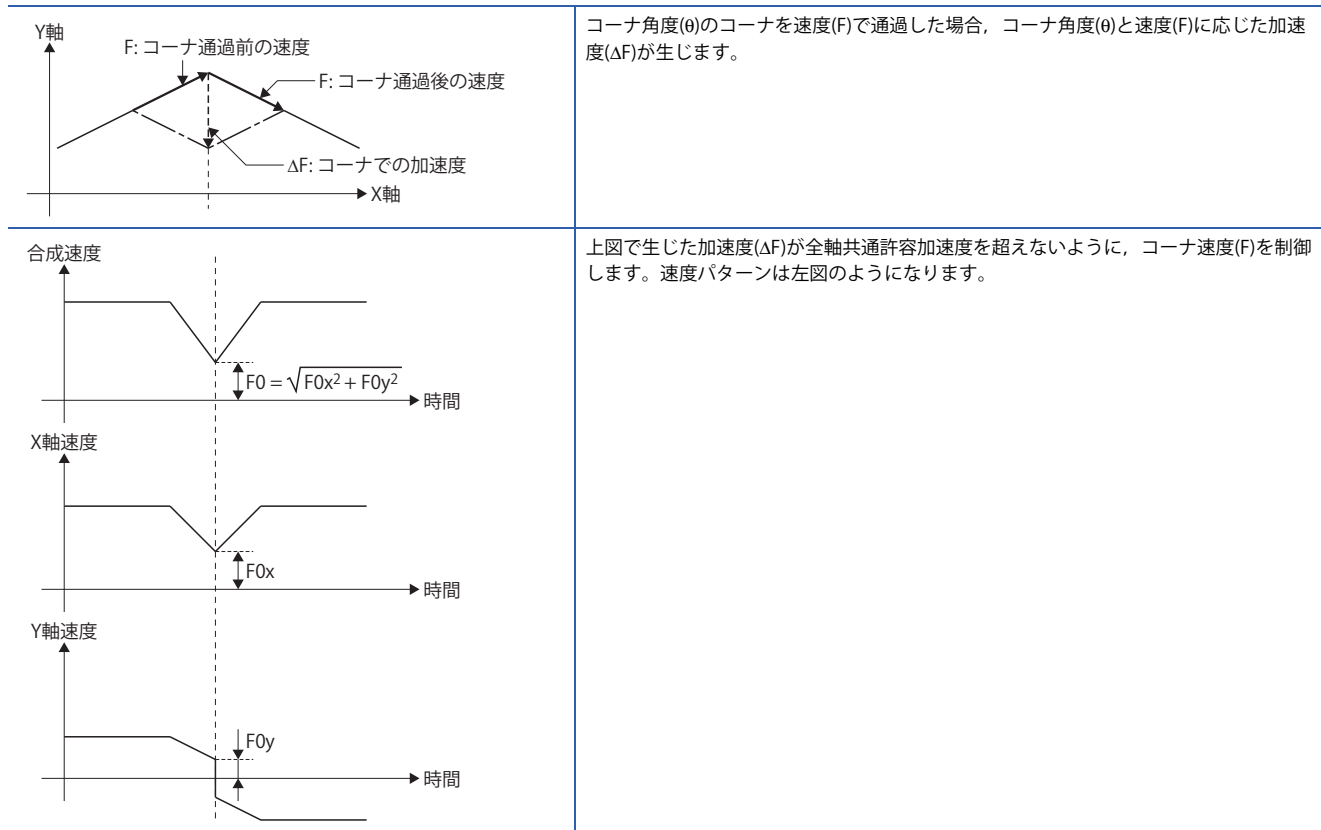 Y軸
F: コーナ通過前の速度
F: コーナ通過後の速度
ΔF: コーナでの加速度
X軸
コーナ角度(θ)のコーナを速度(F)で通過した場合，コーナ角度(θ)と速度(F)に応じた加速
度(ΔF)が生じます。
合成速度
F0 = √F0x² + F0y²
時間
X軸速度
F0x
時間
Y軸速度
F0y
時間
上図で生じた加速度(ΔF)が全軸共通許容加速度を超えないように，コーナ速度(F)を制御
します。速度パターンは左図のようになります。